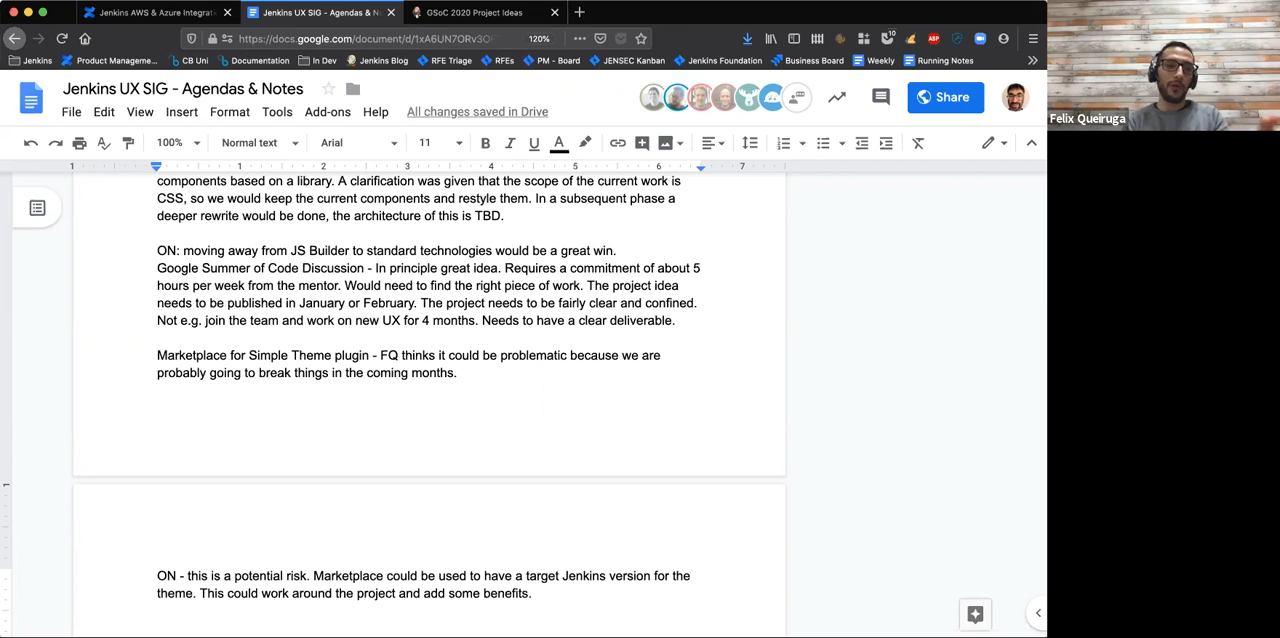 Jenkins AWS & Azure Integrat
Jenkins UX SIG - Agendas & N
GSoC 2020 Project Ideas
https://docs.google.com/document/d/1xA6UN7ORv3O
120%
Jenkins
Product Manageme...
CB Uni
Documentation
In Dev
Jenkins Blog
RFE Triage
RFEs
PM - Board
JENSEC Kanban
Jenkins Foundation
Business Board
Weekly
Running Notes
Jenkins UX SIG - Agendas & Notes
File Edit View Insert Format Tools Add-ons Help All changes saved in Drive
Share
100% Normal text Arial 11
1 1 2 3 4 5 6 7
components based on a library. A clarification was given that the scope of the current work is
CSS, so we would keep the current components and restyle them. In a subsequent phase a
deeper rewrite would be done, the architecture of this is TBD.
ON: moving away from JS Builder to standard technologies would be a great win.
Google Summer of Code Discussion - In principle great idea. Requires a commitment of about 5
hours per week from the mentor. Would need to find the right piece of work. The project idea
needs to be published in January or February. The project needs to be fairly clear and confined.
Not e.g. join the team and work on new UX for 4 months. Needs to have a clear deliverable.
Marketplace for Simple Theme plugin - FQ thinks it could be problematic because we are
probably going to break things in the coming months.
ON - this is a potential risk. Marketplace could be used to have a target Jenkins version for the
theme. This could work around the project and add some benefits.
Felix Queiruga